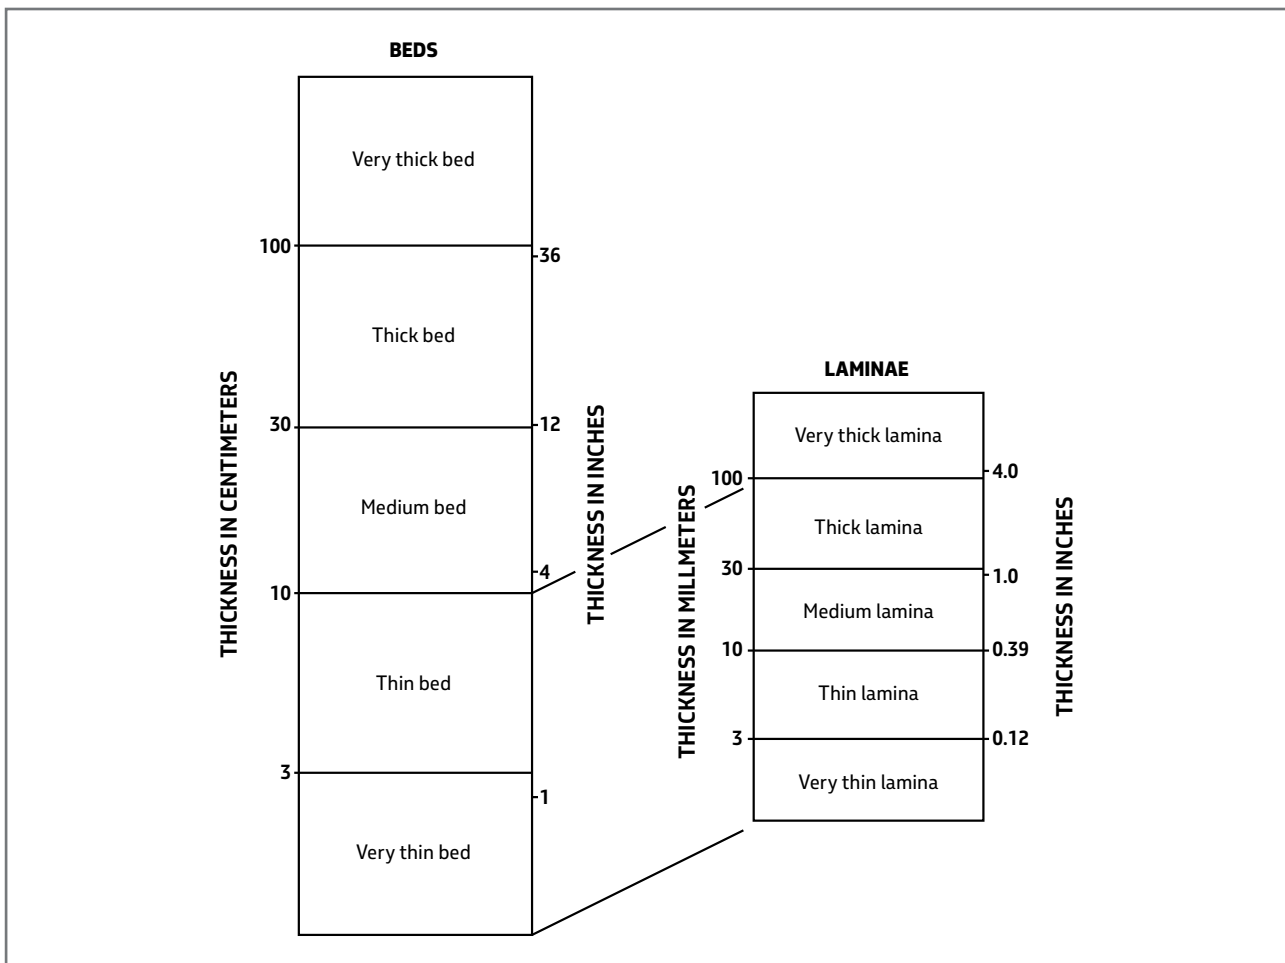 BEDS
Very thick bed
100
36
Thick bed
30
12
Medium bed
4
10
Thin bed
3
1
Very thin bed
THICKNESS IN CENTIMETERS
THICKNESS IN INCHES
LAMINAE
Very thick lamina
100
4.0
Thick lamina
30
1.0
Medium lamina
10
0.39
Thin lamina
3
0.12
Very thin lamina
THICKNESS IN MILLMETERS
THICKNESS IN INCHES